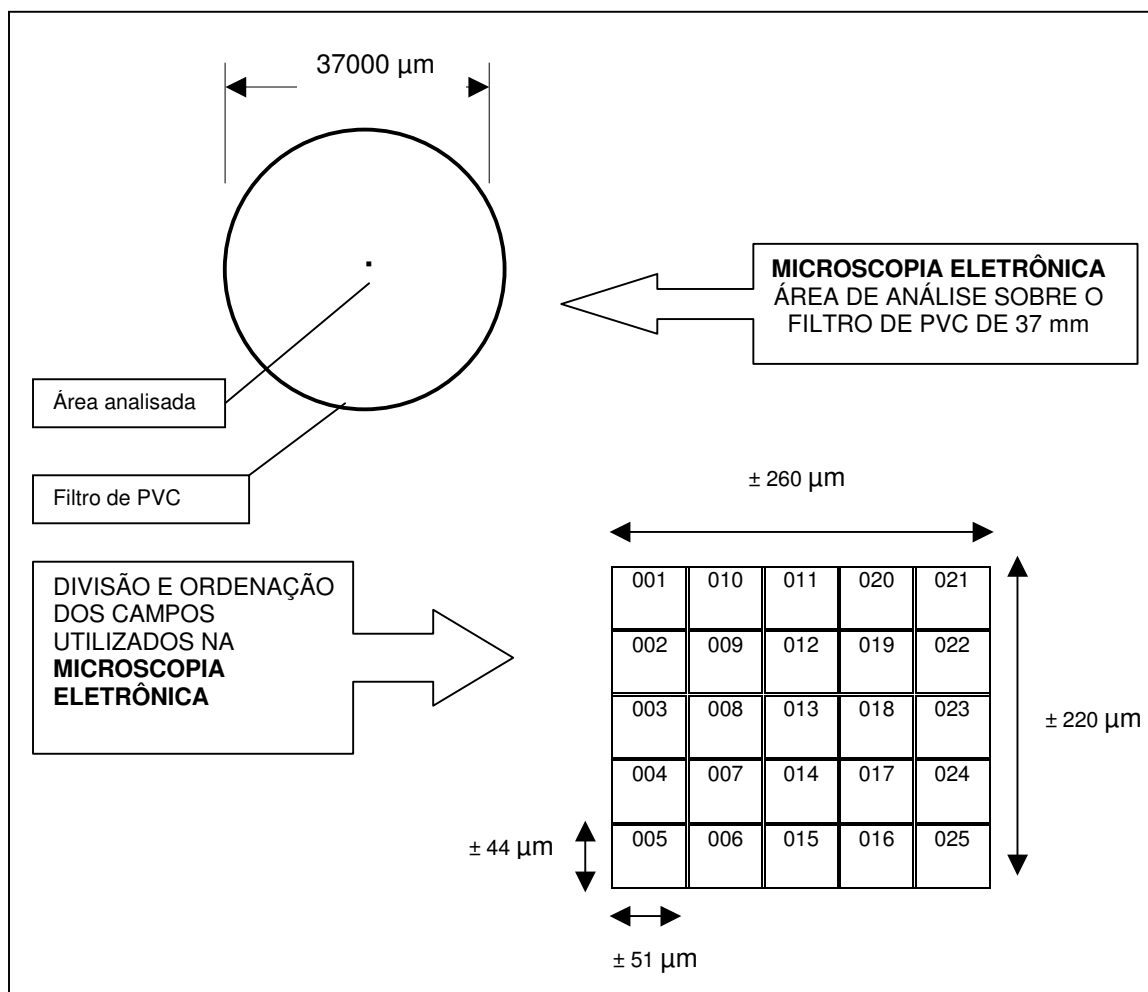 37000 µm
MICROSCOPIA ELETRÔNICA
ÁREA DE ANÁLISE SOBRE O
FILTRO DE PVC DE 37 mm
Área analisada
Filtro de PVC
± 260 µm
DIVISÃO E ORDENAÇÃO
DOS CAMPOS
UTILIZADOS NA
MICROSCOPIA
ELETRÔNICA
001 010 011 020 021
002 009 012 019 022
003 008 013 018 023
± 220 µm
004 007 014 017 024
± 44 µm
005 006 015 016 025
± 51 µm